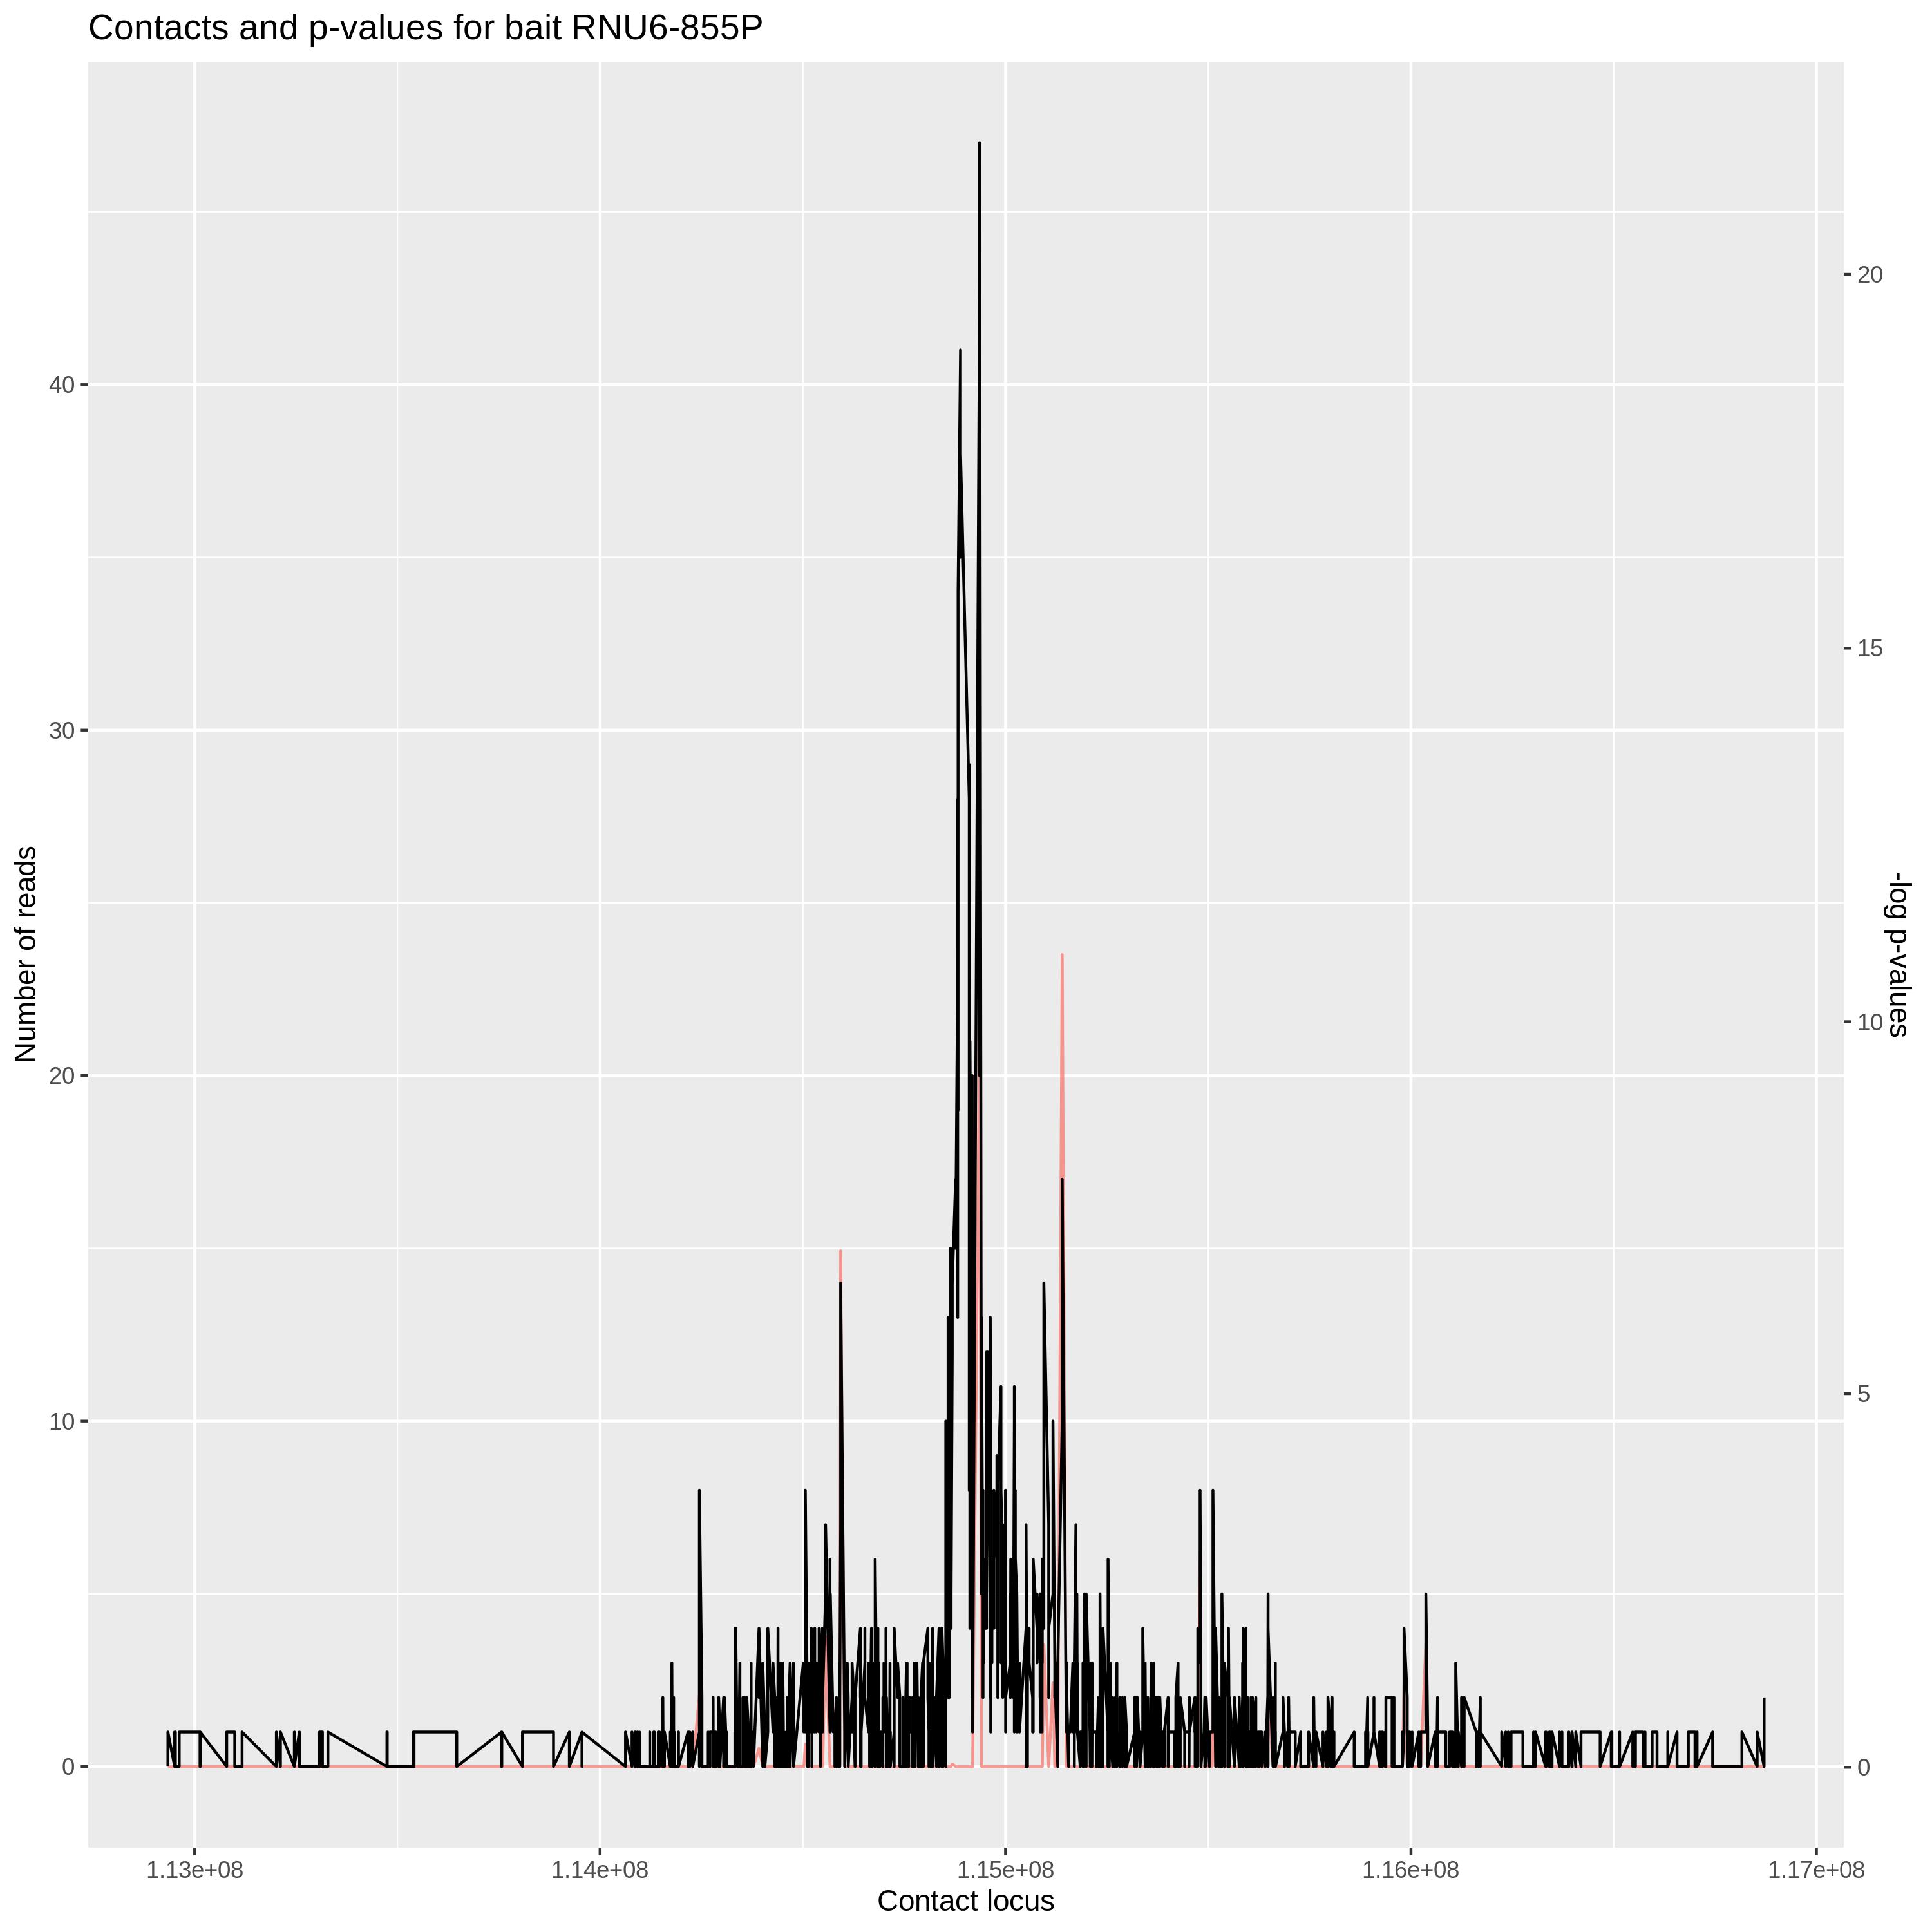 Contacts and p-values for bait RNU6-855P
Number of reads
40
30
20
10
0
20
15
10
5
0
-log p-values
1.13e+08
1.14e+08
1.15e+08
1.16e+08
1.17e+08
Contact locus